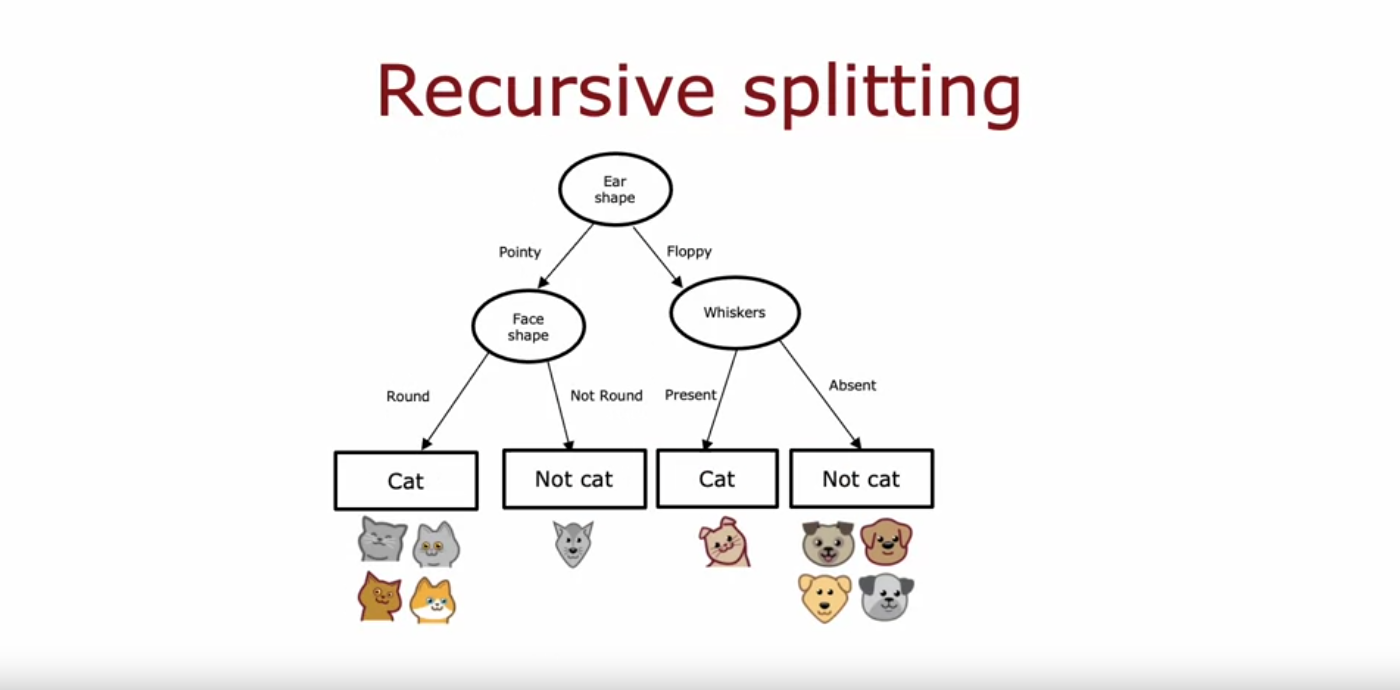 Recursive splitting
Ear
shape
Pointy
Floppy
Face
shape
Whiskers
Round
Not Round
Present
Absent
Cat
Not cat
Cat
Not cat